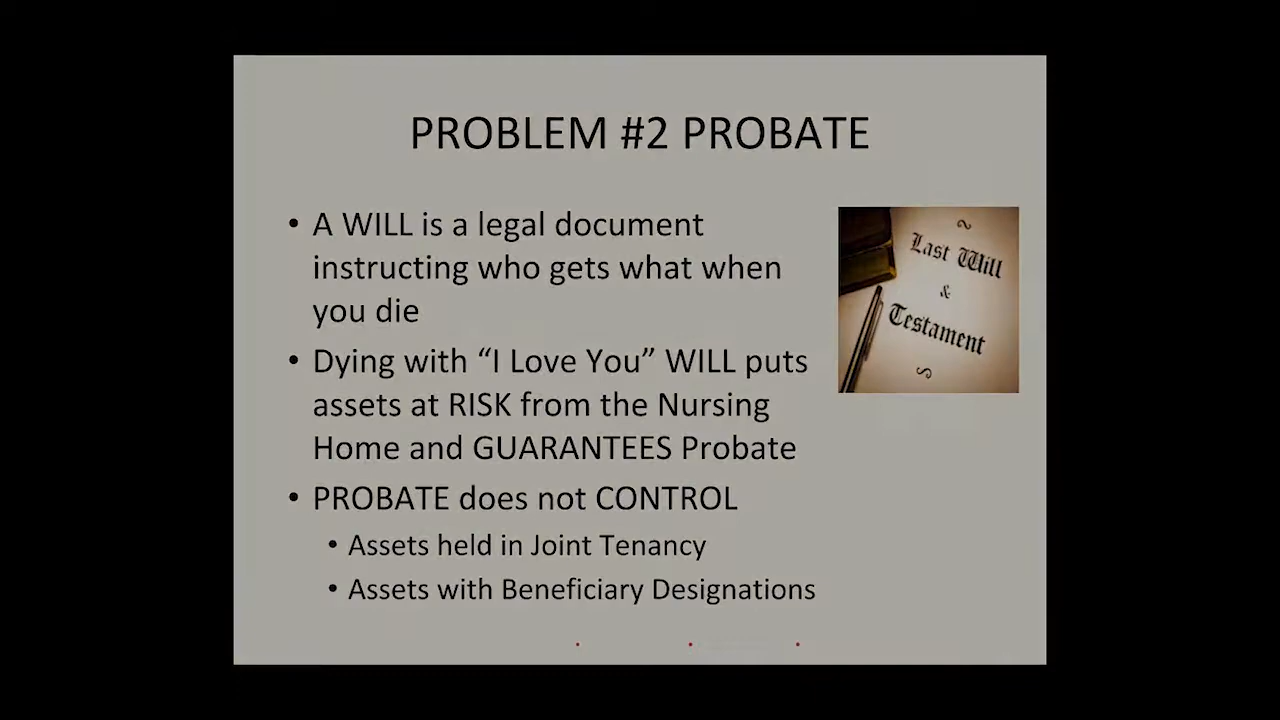 PROBLEM #2 PROBATE
• A WILL is a legal document
instructing who gets what when
you die
• Dying with “I Love You” WILL puts
assets at RISK from the Nursing
Home and GUARANTEES Probate
• PROBATE does not CONTROL
• Assets held in Joint Tenancy
• Assets with Beneficiary Designations
Last Will
&
Testament